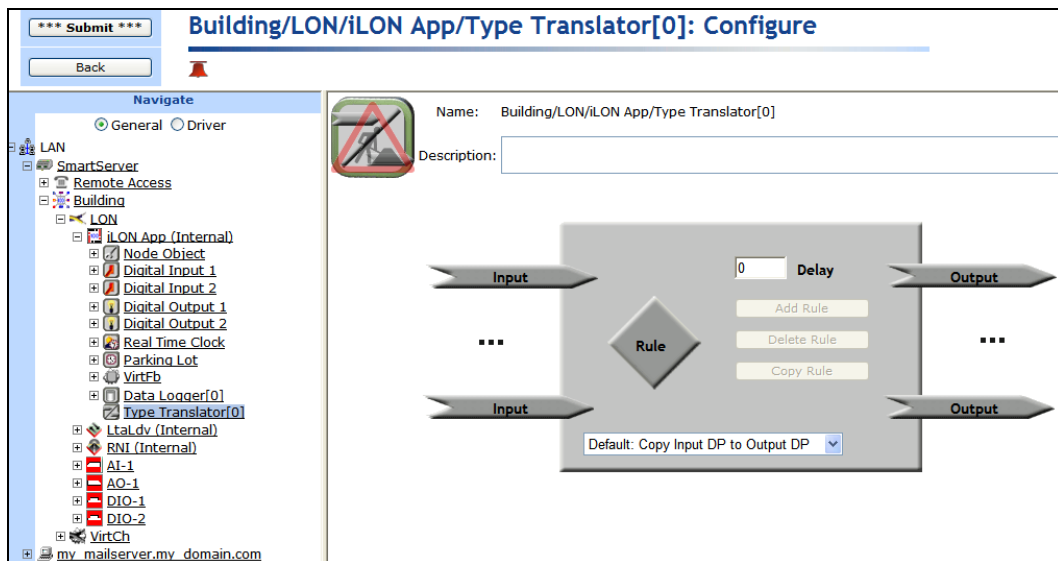 *** Submit ***
Building/LON/iLON App/Type Translator[0]: Configure
Back
Navigate
General Driver
LAN
SmartServer
Remote Access
Building
LON
iLON App (Internal)
Node Object
Digital Input 1
Digital Input 2
Digital Output 1
Digital Output 2
Real Time Clock
Parking Lot
VirtFb
Data Logger[0]
Type Translator[0]
LtaLdv (Internal)
RNI (Internal)
AI-1
AO-1
DIO-1
DIO-2
VirtCh
my_mailserver.my_domain.com
Name: Building/LON/iLON App/Type Translator[0]
Description:
0 Delay
Input Output
Add Rule
... Rule Delete Rule ...
Copy Rule
Input Output
Default: Copy Input DP to Output DP